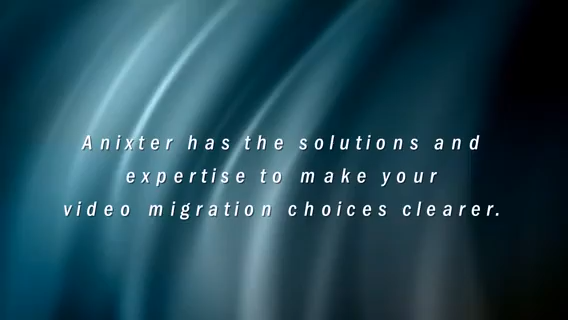 Anixter has the solutions and
expertise to make your
video migration choices clearer.